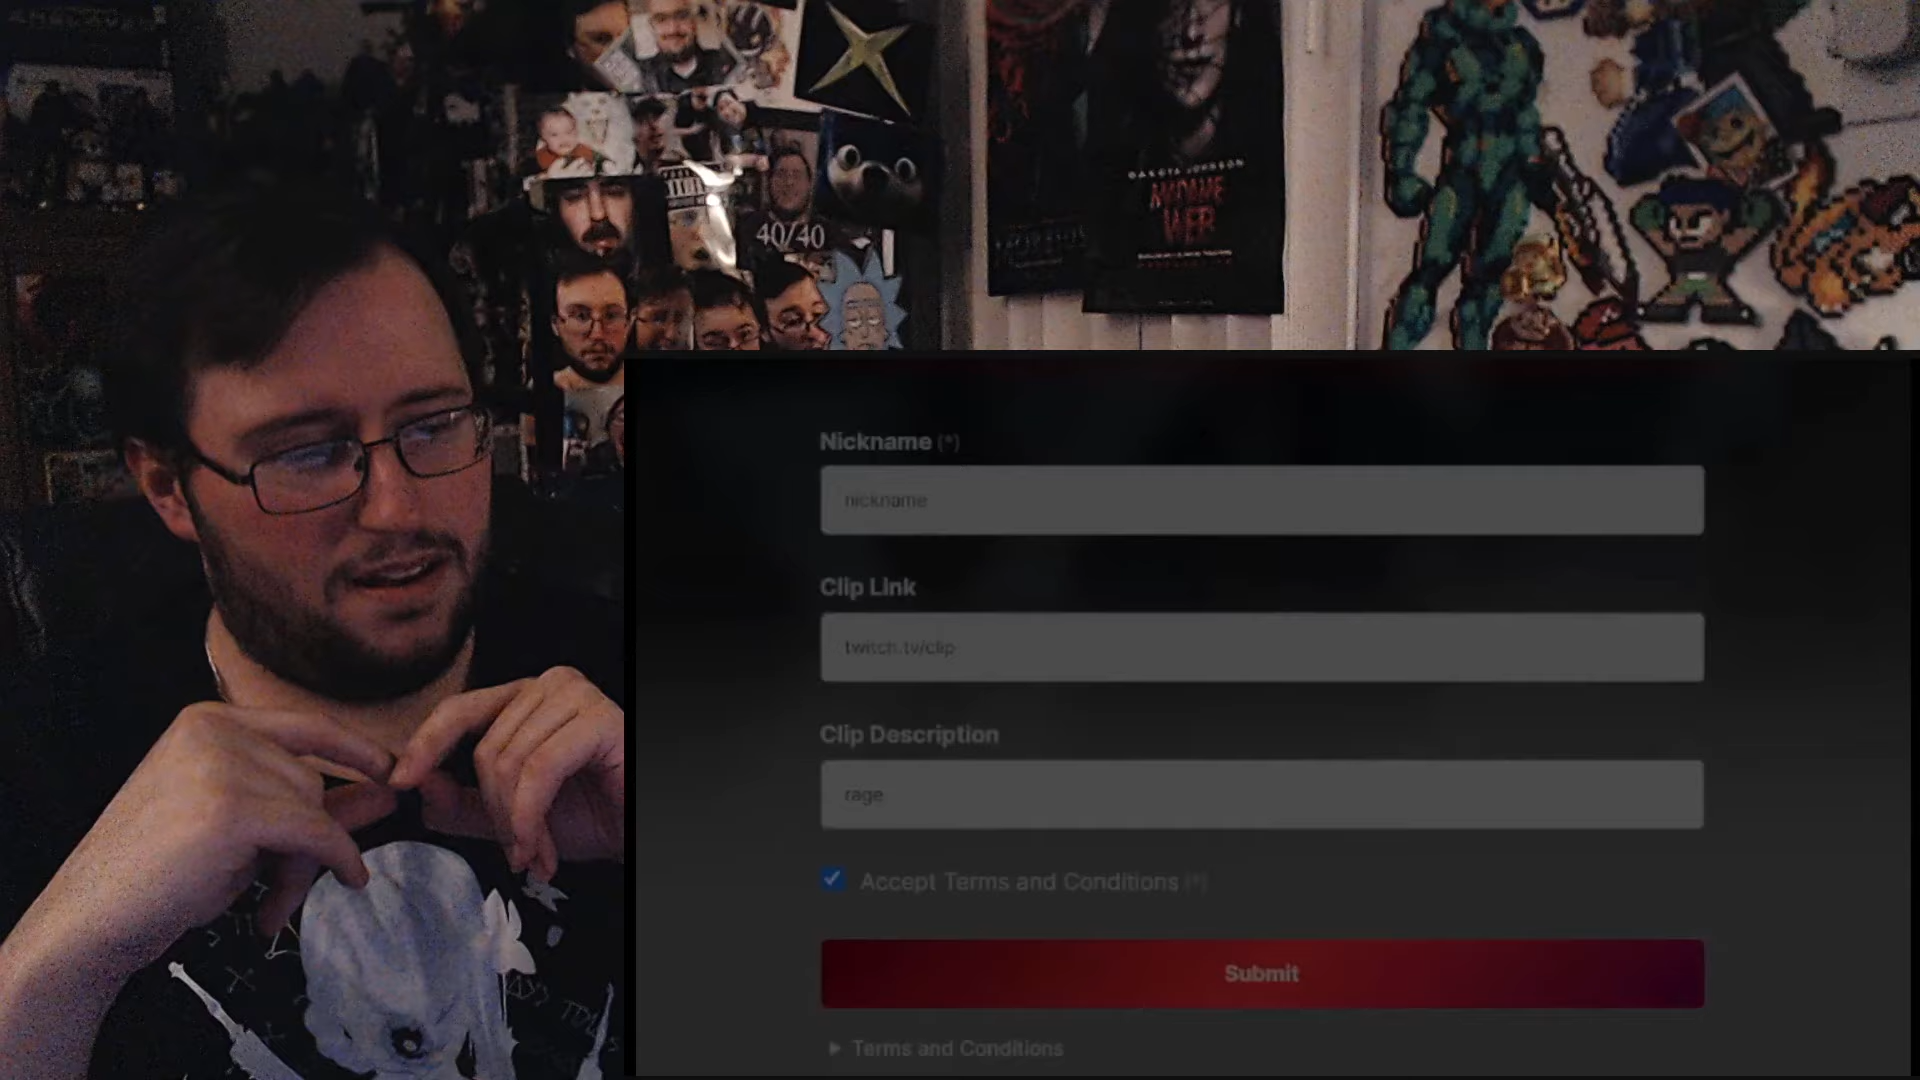 40/40
DAKOTA JOHNSON
MADAME
WEB
MORBIUS
Nickname (*)
nickname
Clip Link
twitch.tv/clip
Clip Description
rage
Accept Terms and Conditions (*)
Submit
Terms and Conditions